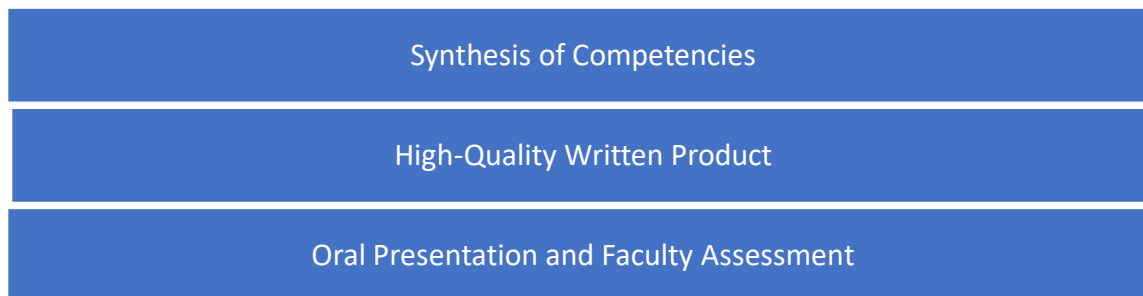 Synthesis of Competencies
High-Quality Written Product
Oral Presentation and Faculty Assessment